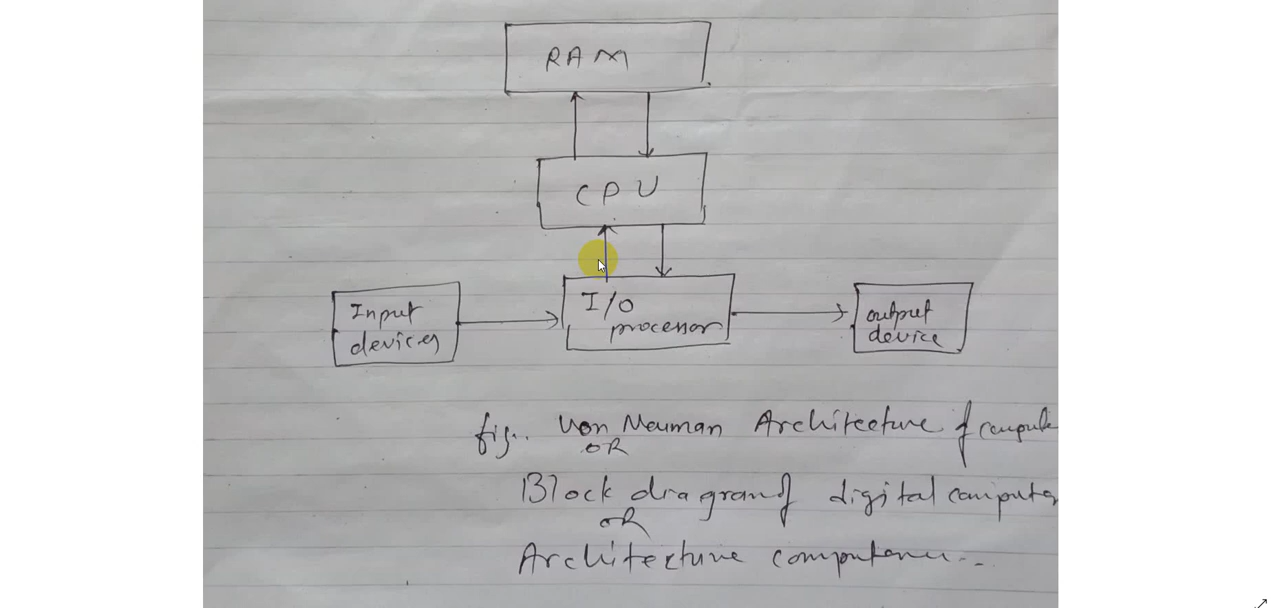 RAM
CPU
I/O
procesor
Input
devices
output
device
fig.. Von Neuman Architecture of compute
OR
Block diagram of digital computer
OR
Architecture